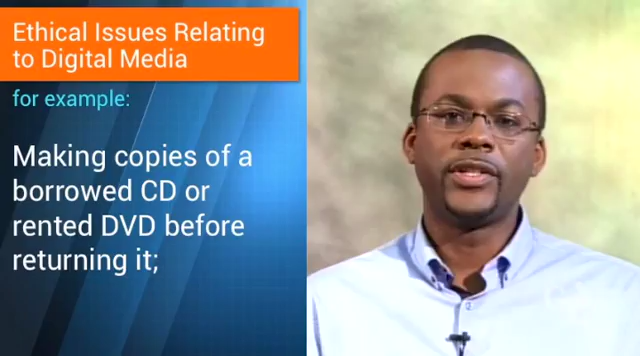 Ethical Issues Relating
to Digital Media
for example:
Making copies of a
borrowed CD or
rented DVD before
returning it;